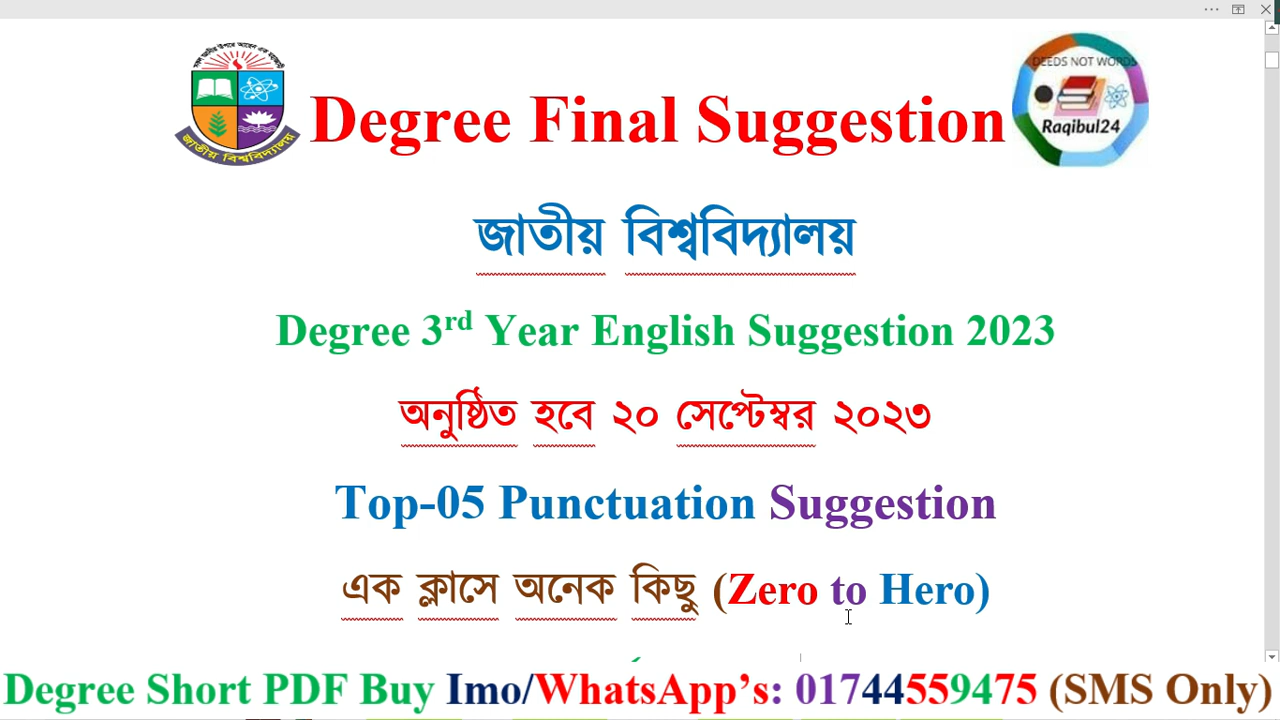 Degree Final Suggestion
DEEDS NOT WORDS
Raqibul24
জাতীয় বিশ্ববিদ্যালয়
জাতীয় বিশ্ববিদ্যালয়
Degree 3rd Year English Suggestion 2023
অনুষ্ঠিত হবে ২০ সেপ্টেম্বর ২০২৩
Top-05 Punctuation Suggestion
এক ক্লাসে অনেক কিছু (Zero to Hero)
Degree Short PDF Buy Imo/WhatsApp’s: 01744559475 (SMS Only)